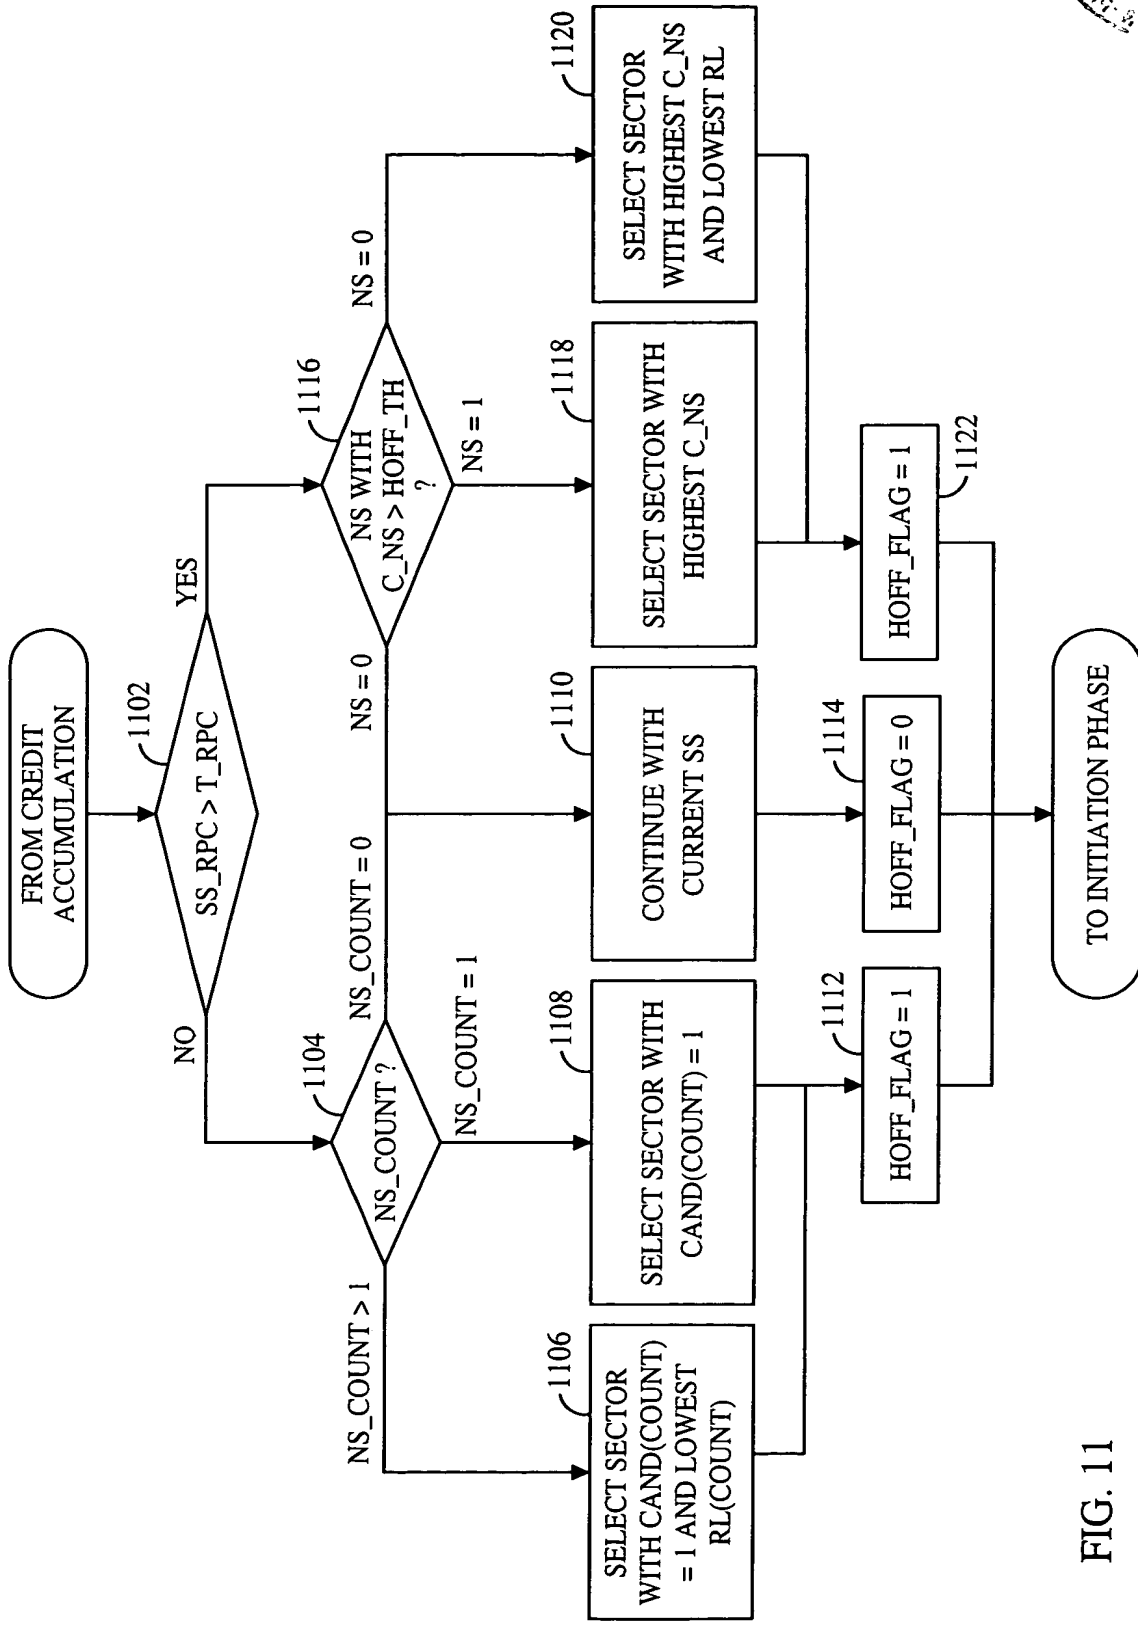 FROM CREDIT
ACCUMULATION
1102
SS_RPC > T_RPC
NO
YES
1104
NS_COUNT ?
NS_COUNT > 1
NS_COUNT = 1
NS_COUNT = 0
1116
NS WITH
C_NS > HOFF_TH
?
NS = 0
NS = 1
NS = 0
1106
SELECT SECTOR
WITH CAND(COUNT)
= 1 AND LOWEST
RL(COUNT)
1108
SELECT SECTOR WITH
CAND(COUNT) = 1
1110
CONTINUE WITH
CURRENT SS
1118
SELECT SECTOR WITH
HIGHEST C_NS
1120
SELECT SECTOR
WITH HIGHEST C_NS
AND LOWEST RL
1112
HOFF_FLAG = 1
1114
HOFF_FLAG = 0
HOFF_FLAG = 1
1122
TO INITIATION PHASE
FIG. 11